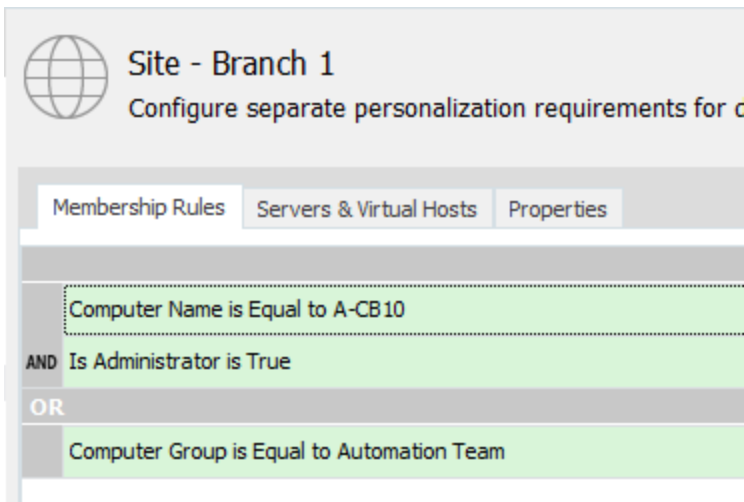 Site - Branch 1
Configure separate personalization requirements for
Membership Rules Servers & Virtual Hosts Properties
Computer Name is Equal to A-CB10
AND Is Administrator is True
OR
Computer Group is Equal to Automation Team